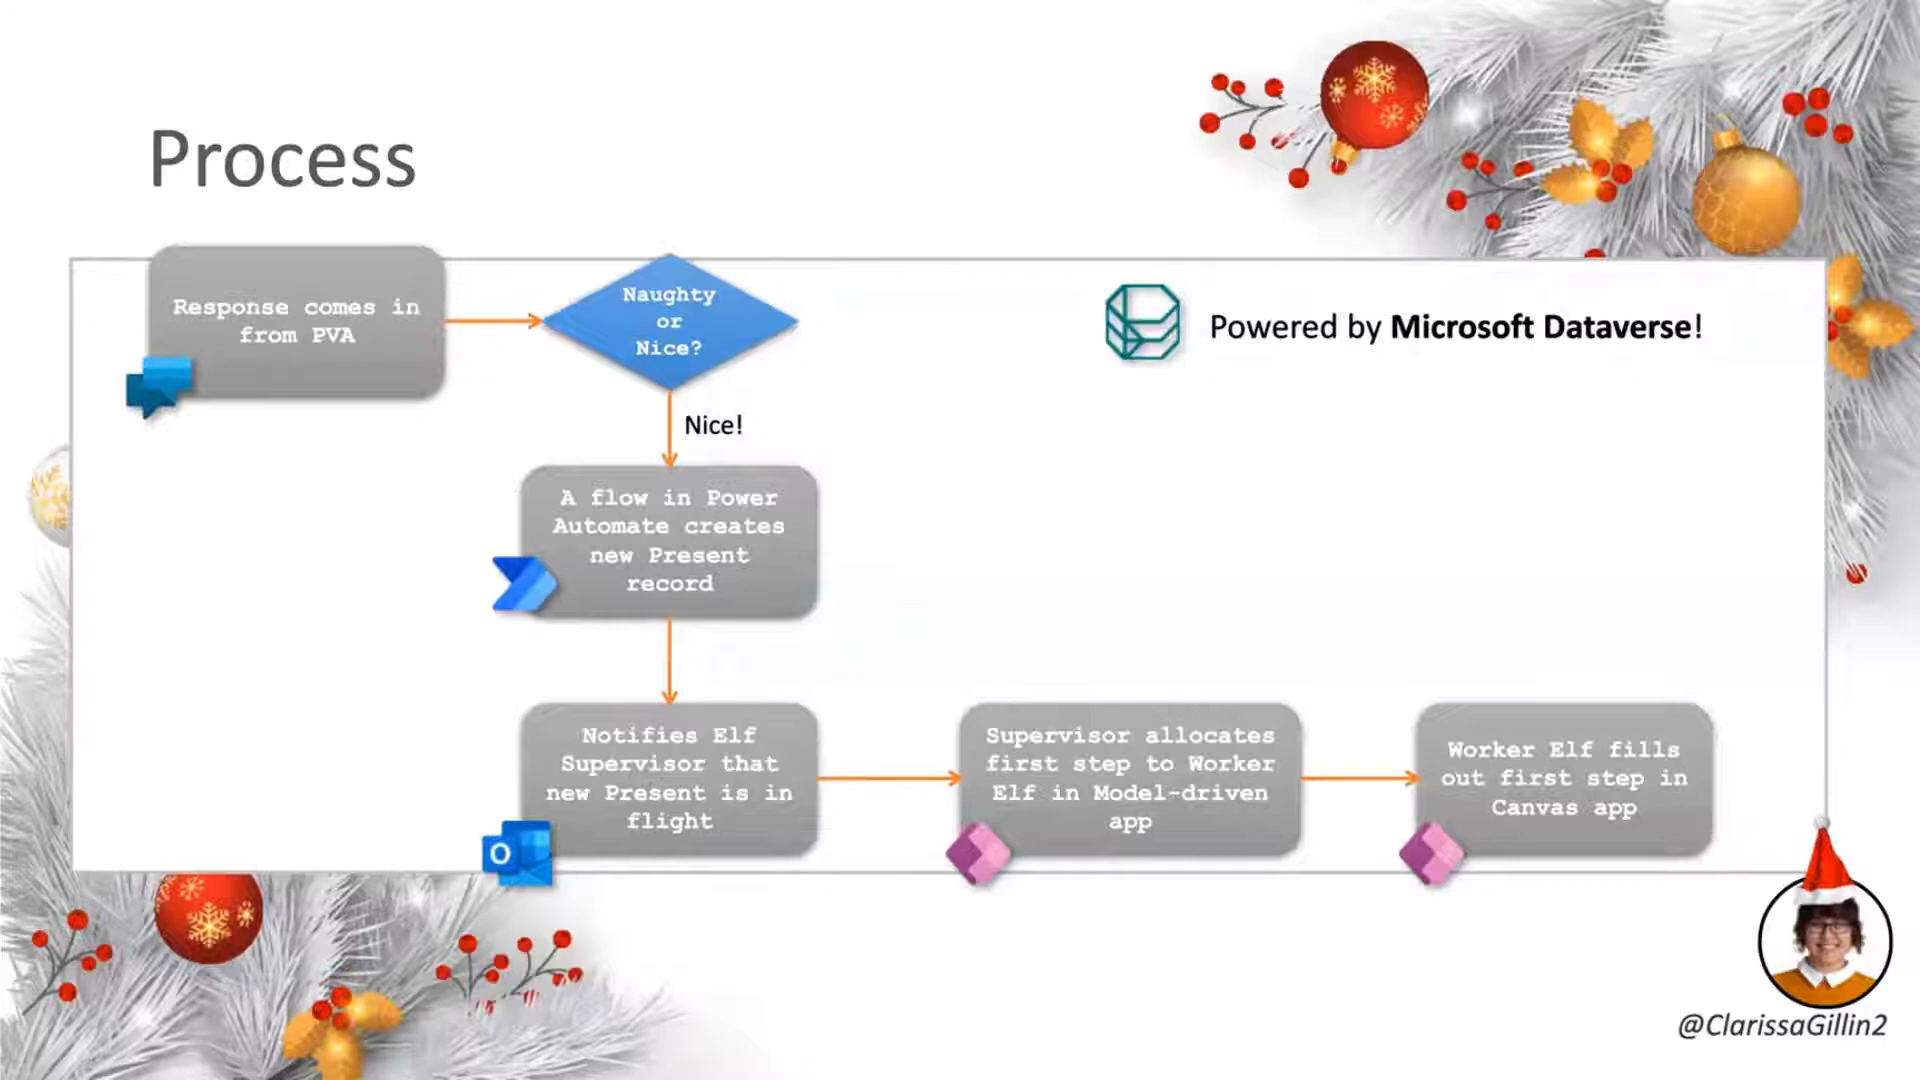 Process
Response comes in
from PVA
Naughty
or
Nice?
Powered by Microsoft Dataverse!
Nice!
A flow in Power
Automate creates
new Present
record
Notifies Elf
Supervisor that
new Present is in
flight
O
Supervisor allocates
first step to Worker
Elf in Model-driven
app
Worker Elf fills
out first step in
Canvas app
@ClarissaGillin2